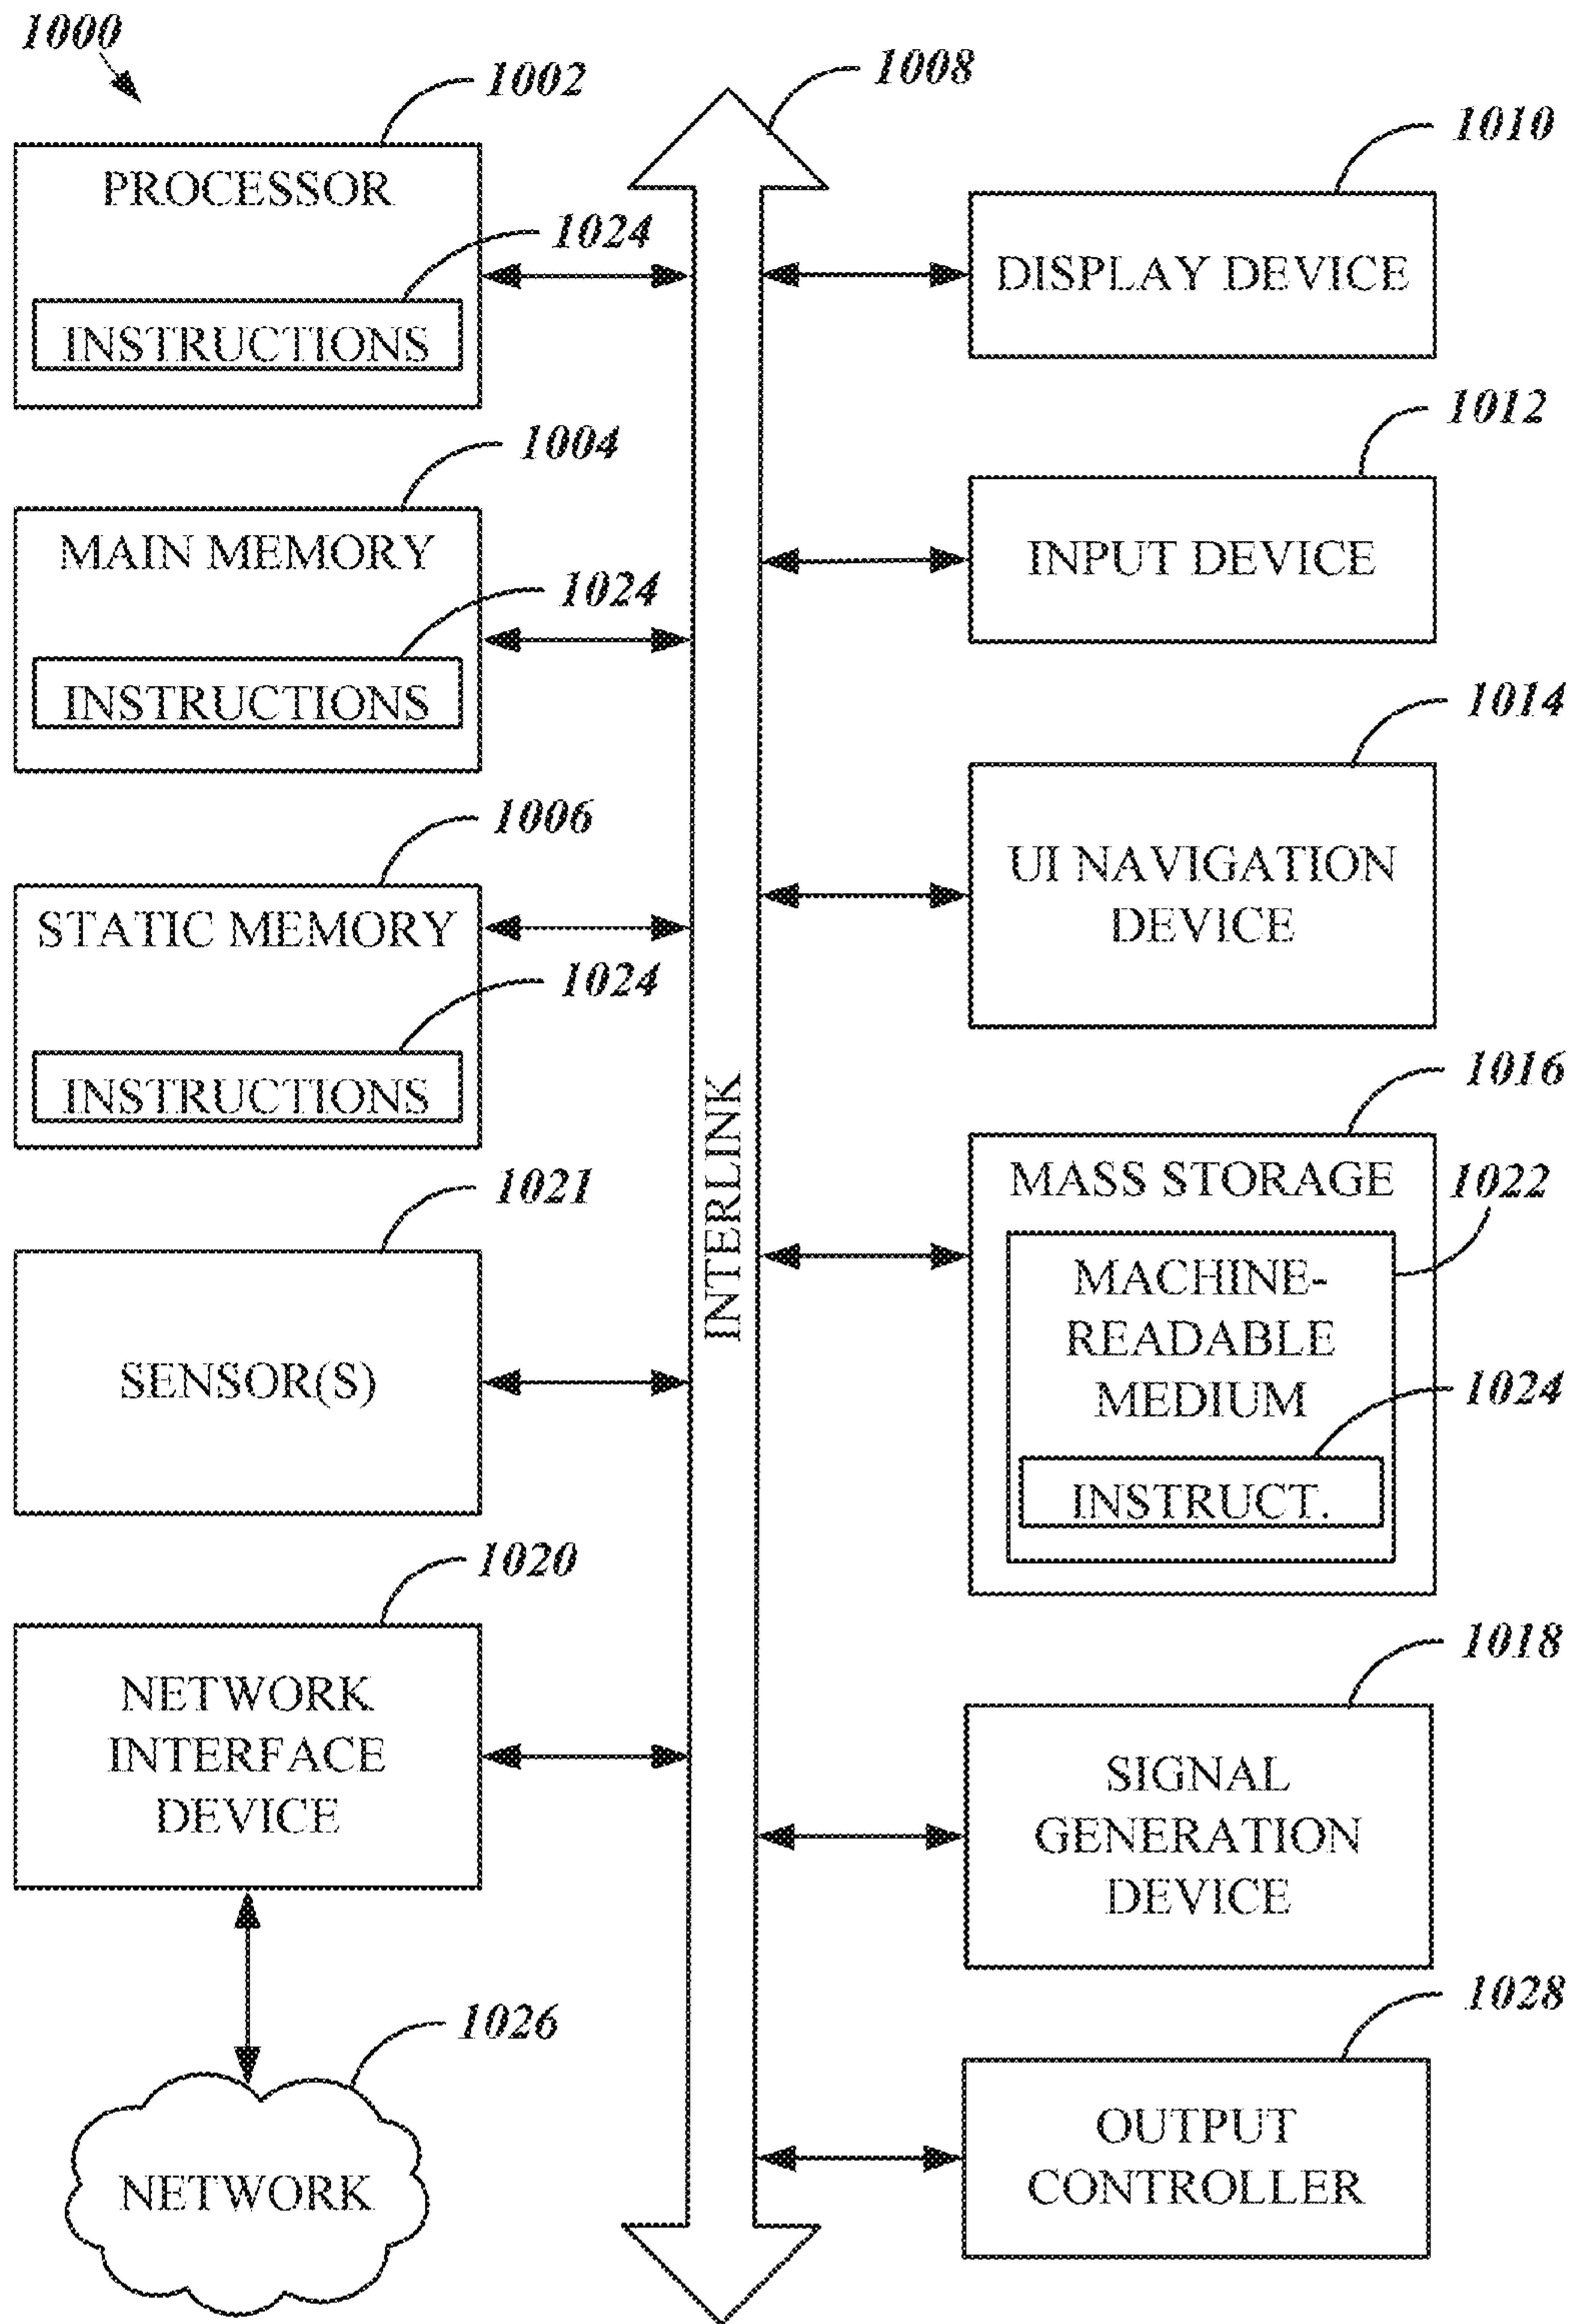 1000
1002
PROCESSOR
1024
INSTRUCTIONS
1004
MAIN MEMORY
1024
INSTRUCTIONS
1006
STATIC MEMORY
1024
INSTRUCTIONS
1021
SENSOR(S)
1020
NETWORK
INTERFACE
DEVICE
1026
NETWORK
1008
INTERLINK
1010
DISPLAY DEVICE
1012
INPUT DEVICE
1014
UI NAVIGATION
DEVICE
1016
MASS STORAGE
1022
MACHINE-
READABLE
MEDIUM
1024
INSTRUCT.
1018
SIGNAL
GENERATION
DEVICE
1028
OUTPUT
CONTROLLER